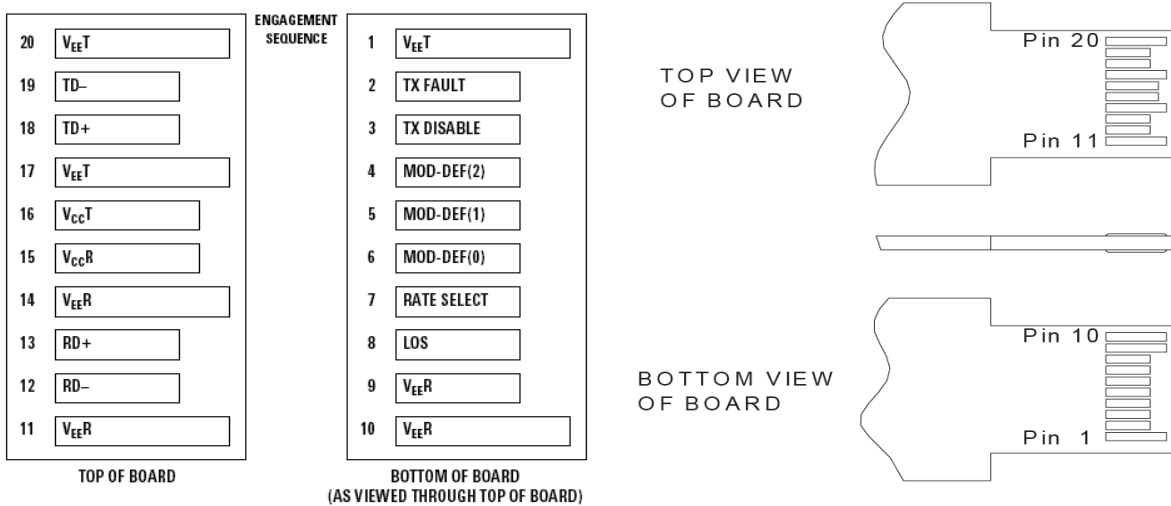 ENGAGEMENT
SEQUENCE
20 VEET
19 TD–
18 TD+
17 VEET
16 VCCT
15 VCCR
14 VEER
13 RD+
12 RD–
11 VEER
TOP OF BOARD
1 VEET
2 TX FAULT
3 TX DISABLE
4 MOD-DEF(2)
5 MOD-DEF(1)
6 MOD-DEF(0)
7 RATE SELECT
8 LOS
9 VEER
10 VEER
BOTTOM OF BOARD
(AS VIEWED THROUGH TOP OF BOARD)
TOP VIEW
OF BOARD
Pin 20
Pin 11
BOTTOM VIEW
OF BOARD
Pin 10
Pin 1